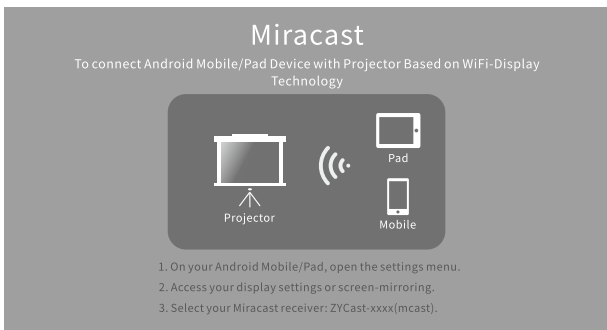 Miracast
To connect Android Mobile/Pad Device with Projector Based on WiFi-Display
Technology
Pad
Projector
Mobile
1. On your Android Mobile/Pad, open the settings menu.
2. Access your display settings or screen-mirroring.
3. Select your Miracast receiver: ZYCast-xxxx(mcast).